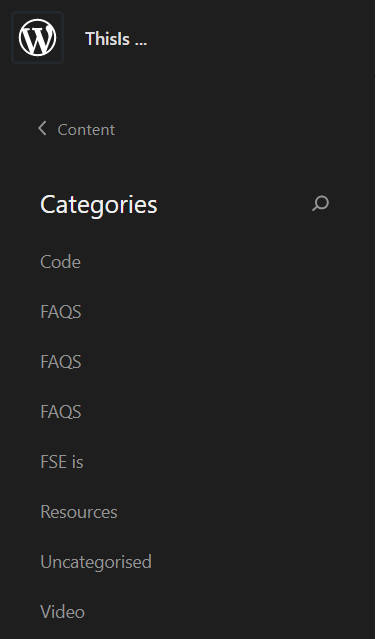 ThisIs ...
Content
Categories
Code
FAQS
FAQS
FAQS
FSE is
Resources
Uncategorised
Video